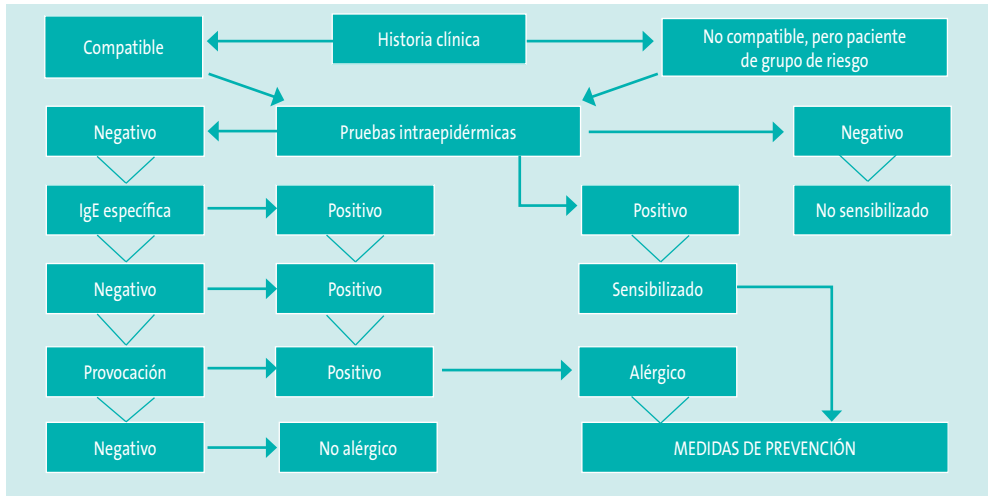 Compatible
Historia clínica
No compatible, pero paciente
de grupo de riesgo
Negativo
Pruebas intraepidérmicas
Negativo
IgE específica
Positivo
Positivo
No sensibilizado
Negativo
Positivo
Sensibilizado
Provocación
Positivo
Alérgico
Negativo
No alérgico
MEDIDAS DE PREVENCIÓN